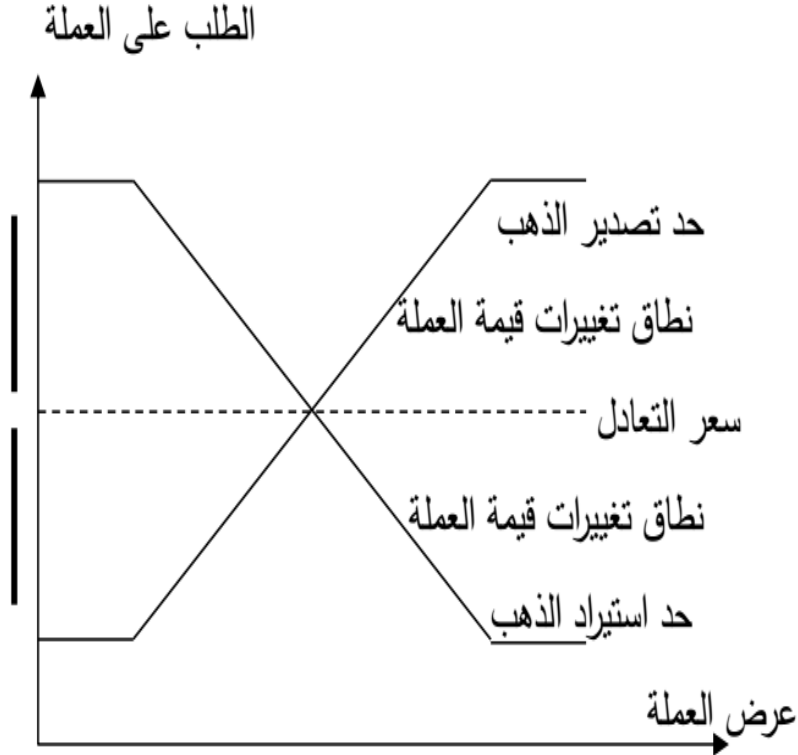 الطلب على العملة
حد تصدير الذهب
نطاق تغييرات قيمة العملة
سعر التعادل
نطاق تغييرات قيمة العملة
حد استيراد الذهب
عرض العملة